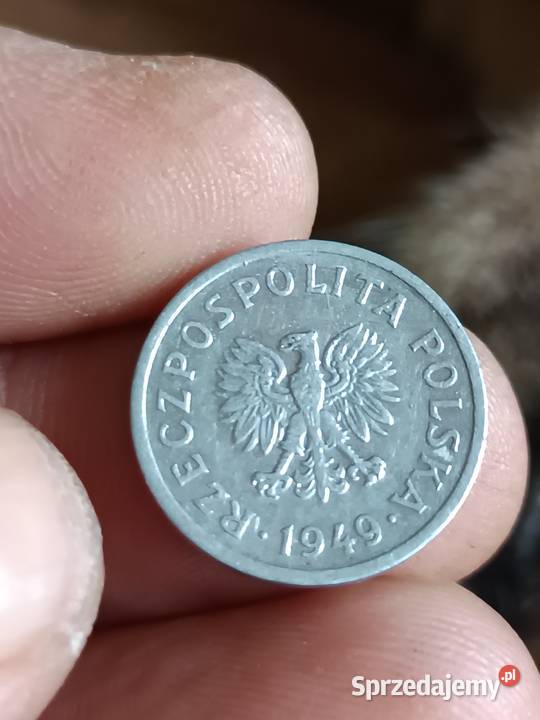 RZECZPOSPOLITA POLSKA
· 1949 ·
Sprzedajemy.pl